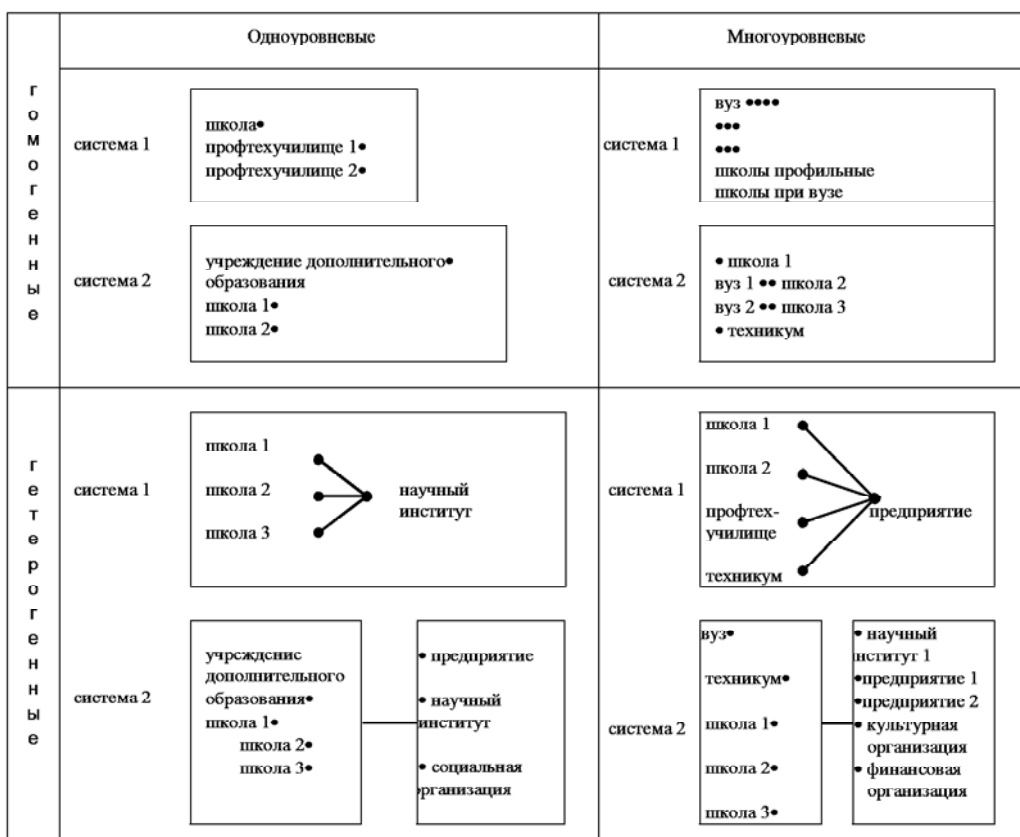 Одноуровневые
Многоуровневые
гомогенные
система 1
школа•
профтехучилище 1•
профтехучилище 2•
система 1
вуз ••••
•••
•••
школы профильные
школы при вузе
система 2
учреждение дополнительного•
образования
школа 1•
школа 2•
система 2
• школа 1
вуз 1 •• школа 2
вуз 2 •• школа 3
• техникум
гетерогенные
система 1
школа 1
школа 2
школа 3
научный
институт
система 1
школа 1
школа 2
профтех-
училище
техникум
предприятие
система 2
учреждение
дополнительного
образования•
школа 1•
школа 2•
школа 3•
• предприятие
• научный
институт
• социальная
организация
система 2
вуз•
техникум•
школа 1•
школа 2•
школа 3•
• научный
институт 1
•предприятие 1
•предприятие 2
• культурная
организация
• финансовая
организация